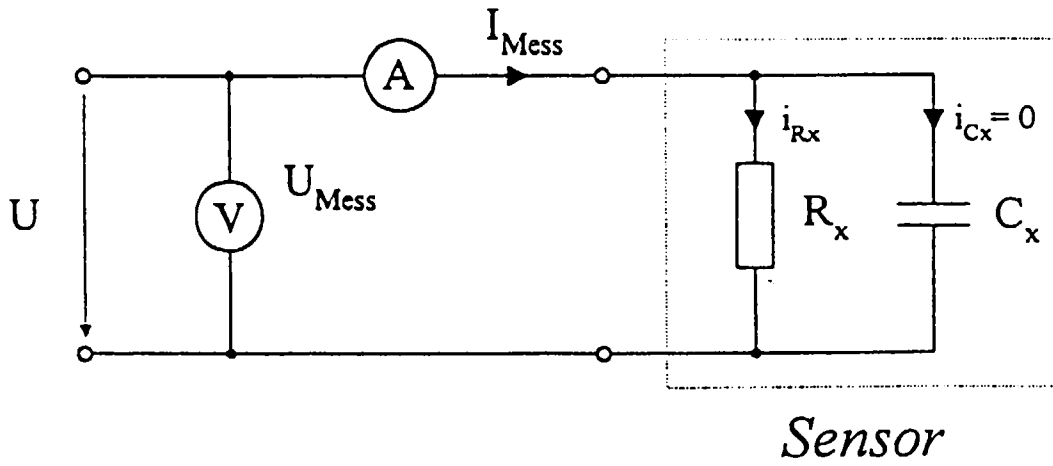 I_Mess
A
i_Rx
i_Cx = 0
U
V
U_Mess
R_x
C_x
Sensor